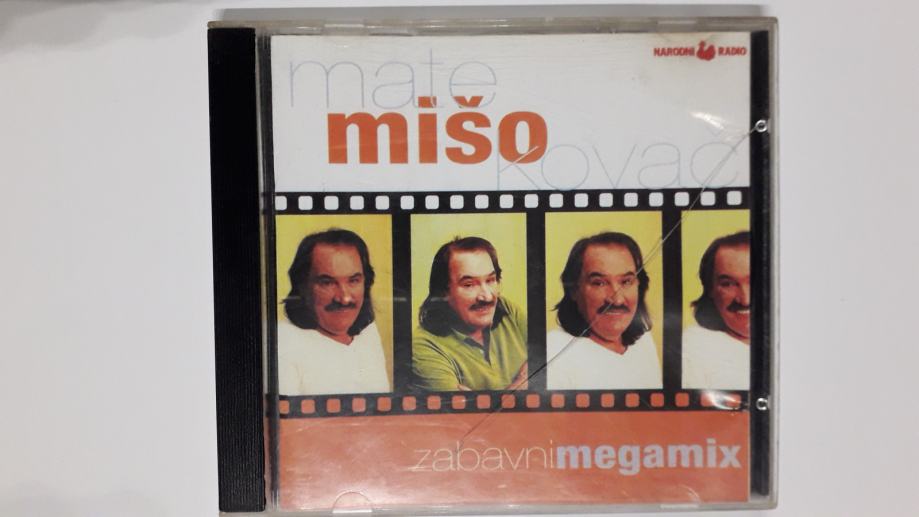 NARODNI RADIO
mate
mišo
kovač
zabavnimegamix